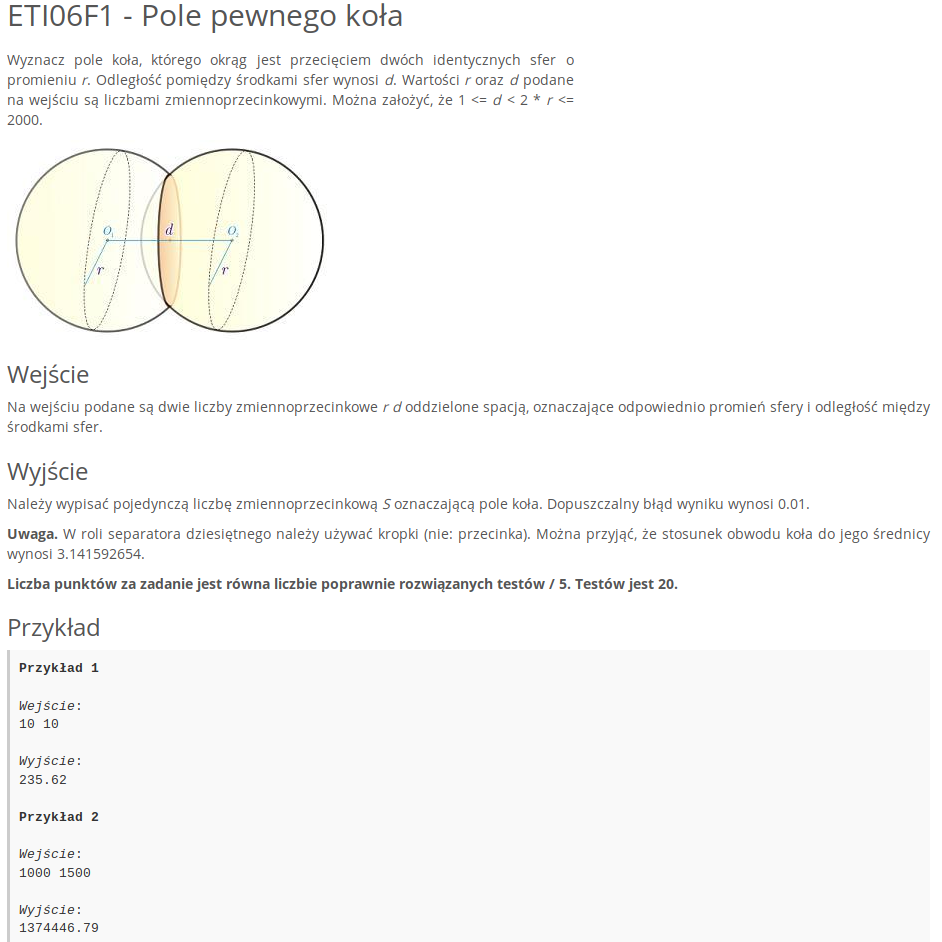 ETI06F1 - Pole pewnego koła
Wyznacz pole koła, którego okrąg jest przecięciem dwóch identycznych sfer o
promieniu r. Odległość pomiędzy środkami sfer wynosi d. Wartości r oraz d podane
na wejściu są liczbami zmiennoprzecinkowymi. Można założyć, że 1 <= d < 2 * r <=
2000.
O1 d O2
r r
Wejście
Na wejściu podane są dwie liczby zmiennoprzecinkowe r d oddzielone spacją, oznaczające odpowiednio promień sfery i odległość między
środkami sfer.
Wyjście
Należy wypisać pojedynczą liczbę zmiennoprzecinkową S oznaczającą pole koła. Dopuszczalny błąd wyniku wynosi 0.01.
Uwaga. W roli separatora dziesiętnego należy używać kropki (nie: przecinka). Można przyjąć, że stosunek obwodu koła do jego średnicy
wynosi 3.141592654.
Liczba punktów za zadanie jest równa liczbie poprawnie rozwiązanych testów / 5. Testów jest 20.
Przykład
Przykład 1
Wejście:
10 10
Wyjście:
235.62
Przykład 2
Wejście:
1000 1500
Wyjście:
1374446.79